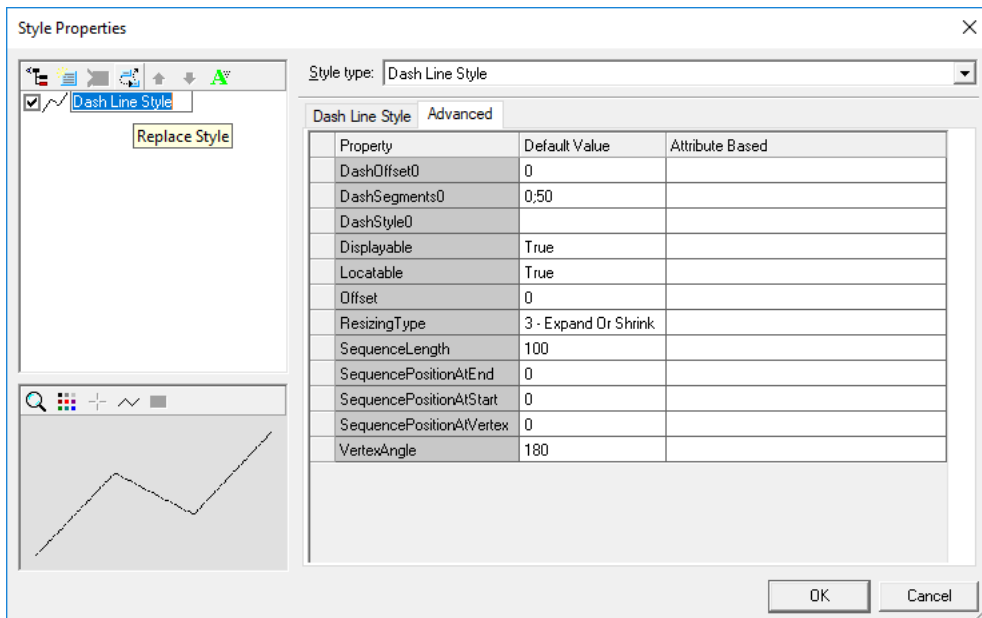 Style Properties
Style type: Dash Line Style
Dash Line Style
Replace Style
Dash Line Style Advanced
Property Default Value Attribute Based
DashOffset0 0
DashSegments0 0;50
DashStyle0
Displayable True
Locatable True
Offset 0
ResizingType 3 - Expand Or Shrink
SequenceLength 100
SequencePositionAtEnd 0
SequencePositionAtStart 0
SequencePositionAtVertex 0
VertexAngle 180
OK Cancel